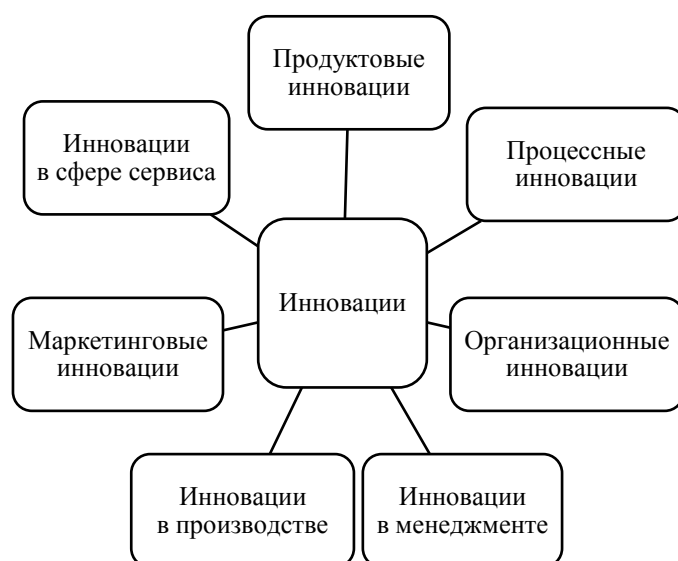 Продуктовые
инновации
Процессные
инновации
Организационные
инновации
Инновации
в менеджменте
Инновации
в производстве
Маркетинговые
инновации
Инновации
в сфере сервиса
Инновации